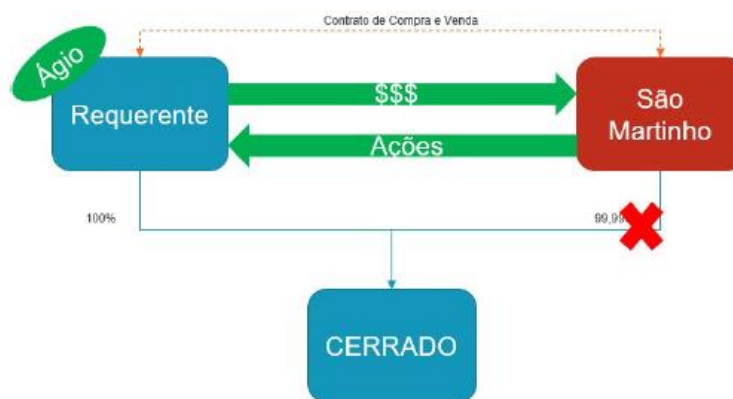 Contrato de Compra e Venda
Ágio
Requerente
$$$
Ações
São
Martinho
100%
CERRADO